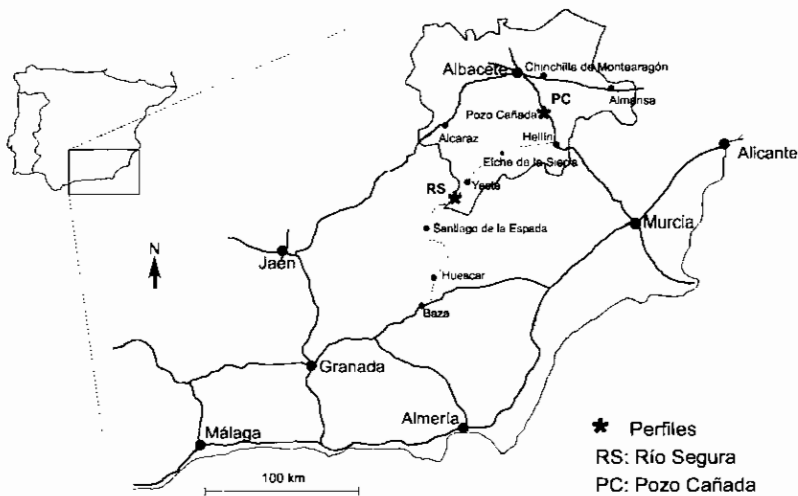 Albacete
Chinchilla de Montearagón
Almansa
PC
Pozo Cañada
Alcaraz
Hellín
Elche de la Sierra
Alicante
RS
Yeste
Santiago de la Espada
Murcia
N
Jaén
Huescar
Baza
Granada
Almería
Málaga
100 km
Perfiles
RS: Río Segura
PC: Pozo Cañada